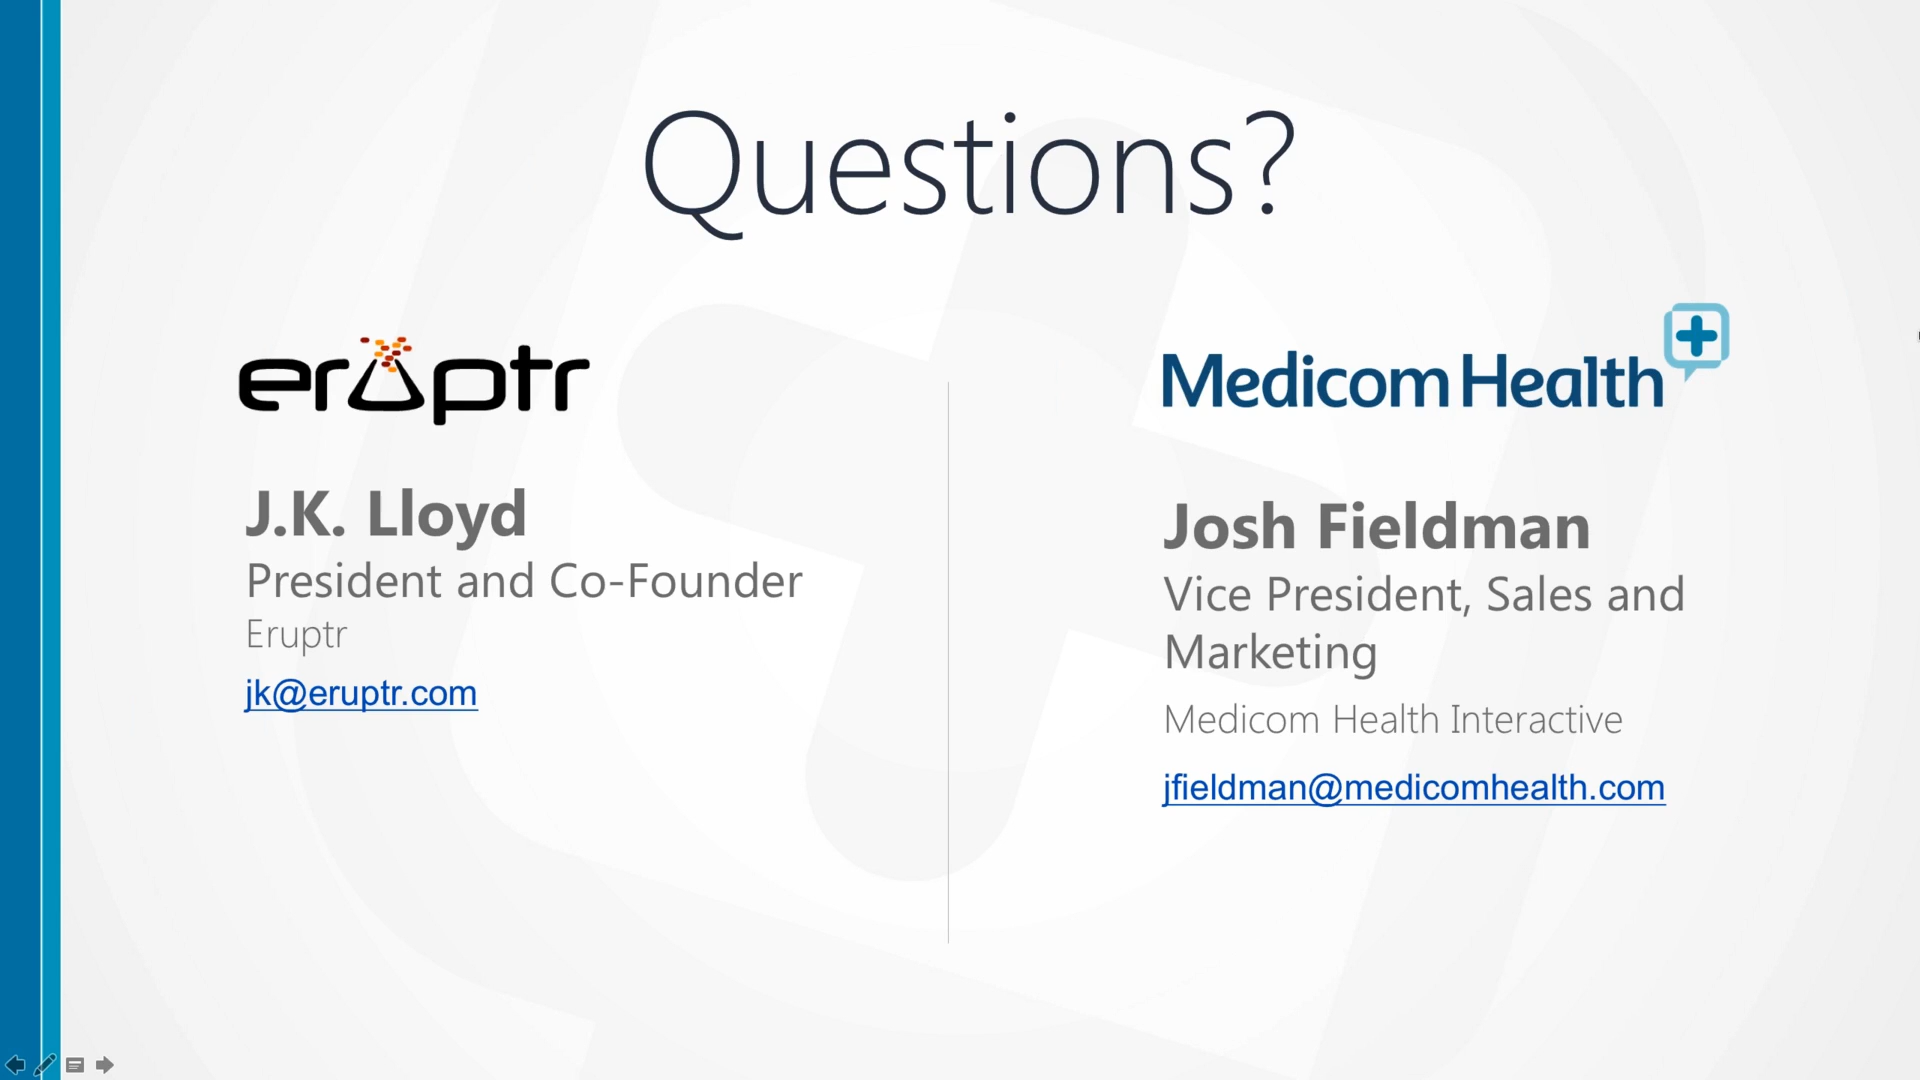 Questions?
eruptr
J.K. Lloyd
President and Co-Founder
Eruptr
jk@eruptr.com
Medicom Health
Josh Fieldman
Vice President, Sales and
Marketing
Medicom Health Interactive
jfieldman@medicomhealth.com